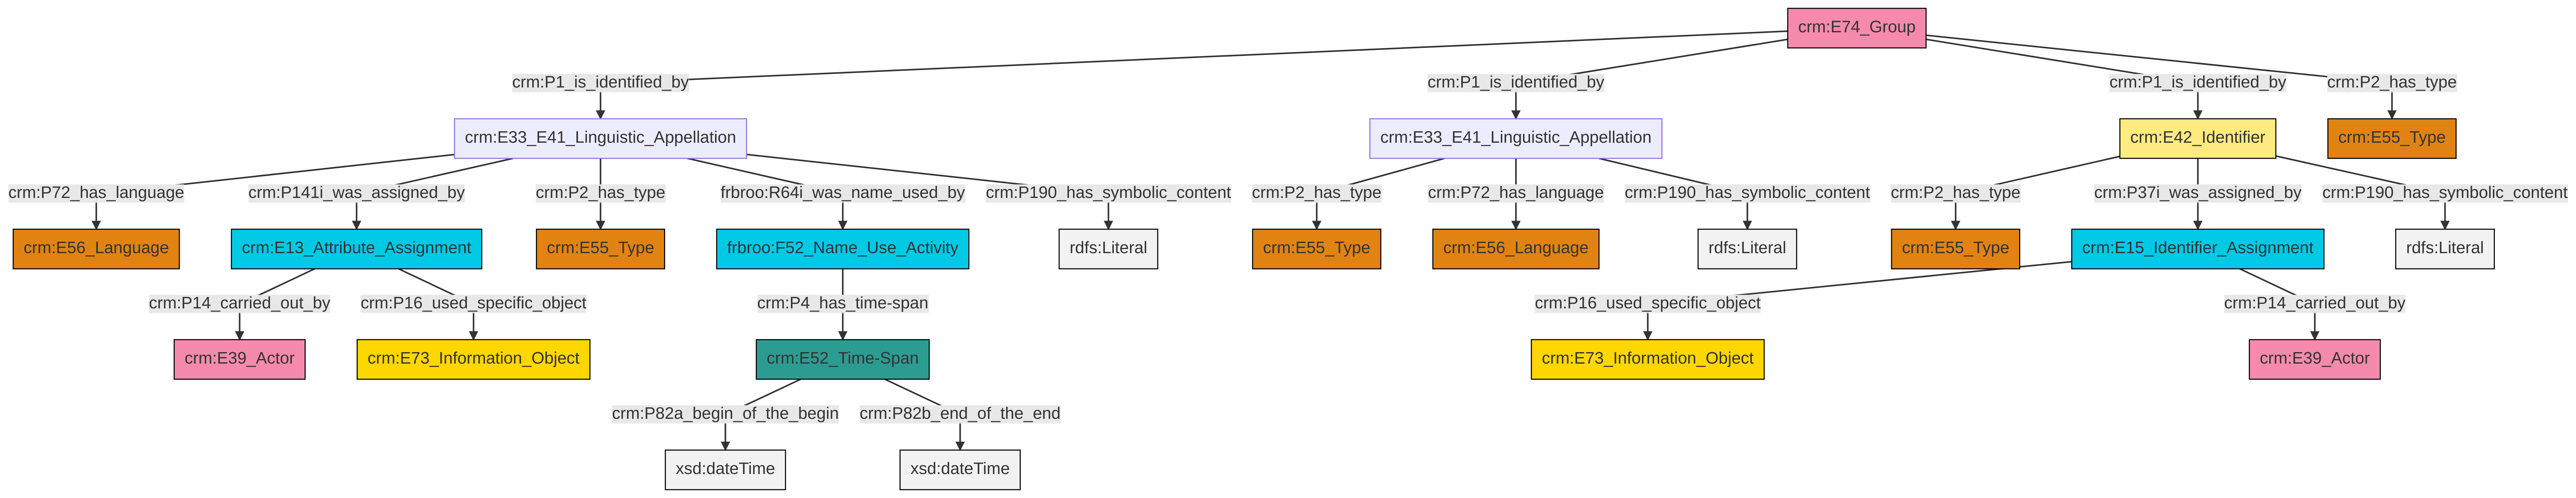 crm:E74_Group
crm:P1_is_identified_by
crm:P1_is_identified_by
crm:P1_is_identified_by
crm:P2_has_type
crm:E33_E41_Linguistic_Appellation
crm:E33_E41_Linguistic_Appellation
crm:E42_Identifier
crm:E55_Type
crm:P72_has_language
crm:P141i_was_assigned_by
crm:P2_has_type
frbroo:R64i_was_name_used_by
crm:P190_has_symbolic_content
crm:P2_has_type
crm:P72_has_language
crm:P190_has_symbolic_content
crm:P2_has_type
crm:P37i_was_assigned_by
crm:P190_has_symbolic_content
crm:E56_Language
crm:E13_Attribute_Assignment
crm:E55_Type
frbroo:F52_Name_Use_Activity
rdfs:Literal
crm:E55_Type
crm:E56_Language
rdfs:Literal
crm:E55_Type
crm:E15_Identifier_Assignment
rdfs:Literal
crm:P14_carried_out_by
crm:P16_used_specific_object
crm:P4_has_time-span
crm:P16_used_specific_object
crm:P14_carried_out_by
crm:E39_Actor
crm:E73_Information_Object
crm:E52_Time-Span
crm:E73_Information_Object
crm:E39_Actor
crm:P82a_begin_of_the_begin
crm:P82b_end_of_the_end
xsd:dateTime
xsd:dateTime